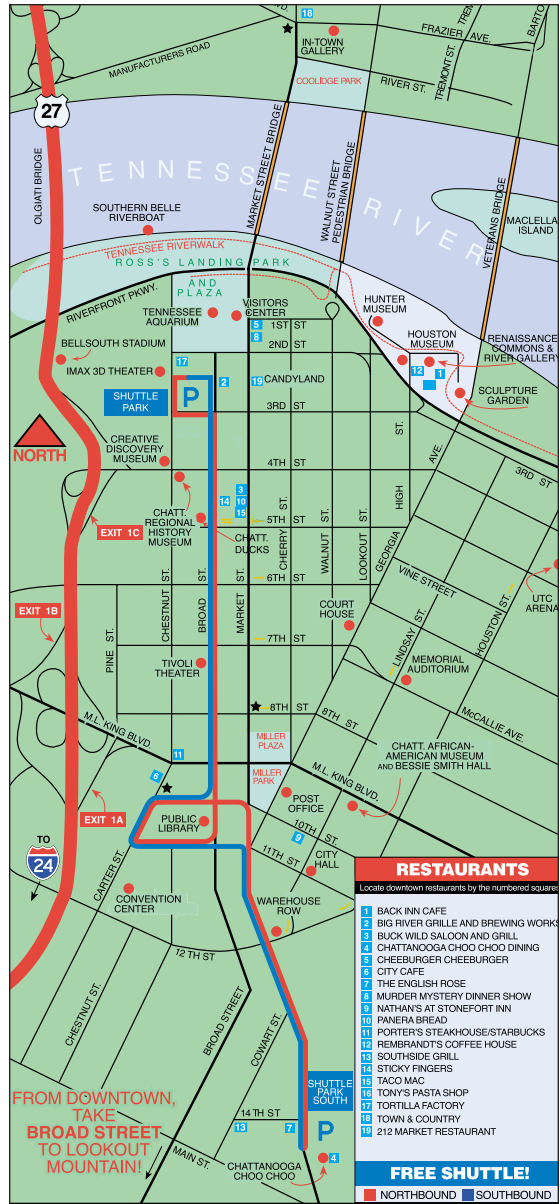 18
FRAZIER AVE.
IN-TOWN
GALLERY
MANUFACTURERS ROAD
COOLIDGE PARK
RIVER ST.
TREMONT ST.
BARTO
27
OLGIATI BRIDGE
TENNESSEE RIVER
MARKET STREET BRIDGE
WALNUT STREET
PEDESTRIAN BRIDGE
VETERANS BRIDGE
MACLELLA
ISLAND
SOUTHERN BELLE
RIVERBOAT
TENNESSEE RIVERWALK
ROSS'S LANDING PARK
AND
PLAZA
RIVERFRONT PKWY.
TENNESSEE
AQUARIUM
VISITORS
CENTER
HUNTER
MUSEUM
HOUSTON
MUSEUM
RENAISSANCE
COMMONS &
RIVER GALLERY
SCULPTURE
GARDEN
5
1ST ST
8
2ND ST
12
1
BELLSOUTH STADIUM
IMAX 3D THEATER
17
SHUTTLE
PARK
P
2
19
CANDYLAND
3RD ST
NORTH
CREATIVE
DISCOVERY
MUSEUM
4TH ST
3RD ST
CHATT.
REGIONAL
HISTORY
MUSEUM
14
3
10
15
5TH ST
CHATT.
DUCKS
EXIT 1C
CHERRY ST.
WALNUT ST.
LOOKOUT ST.
HIGH ST.
GEORGIA AVE.
6TH ST
VINE STREET
UTC
ARENA
EXIT 1B
PINE ST.
CHESTNUT ST.
BROAD ST.
MARKET ST.
COURT
HOUSE
LINDSAY ST.
HOUSTON ST.
7TH ST
TIVOLI
THEATER
MEMORIAL
AUDITORIUM
8TH ST
8TH ST
McCALLIE AVE.
M.L. KING BLVD.
11
MILLER
PLAZA
M.L. KING BLVD.
CHATT. AFRICAN-
AMERICAN MUSEUM
AND BESSIE SMITH HALL
6
MILLER
PARK
POST
OFFICE
EXIT 1A
PUBLIC
LIBRARY
10TH ST
9
11TH ST
CITY
HALL
TO
24
CARTER ST.
CONVENTION
CENTER
WAREHOUSE
ROW
12 TH ST
CHESTNUT ST.
BROAD STREET
COWART ST.
SHUTTLE
PARK
SOUTH
P
14 TH ST
13
7
MAIN ST.
CHATTANOOGA
CHOO CHOO
4
FROM DOWNTOWN,
TAKE
BROAD STREET
TO LOOKOUT
MOUNTAIN!
RESTAURANTS
Locate downtown restaurants by the numbered squares
1 BACK INN CAFE
2 BIG RIVER GRILLE AND BREWING WORKS
3 BUCK WILD SALOON AND GRILL
4 CHATTANOOGA CHOO CHOO DINING
5 CHEEBURGER CHEEBURGER
6 CITY CAFE
7 THE ENGLISH ROSE
8 MURDER MYSTERY DINNER SHOW
9 NATHAN'S AT STONEFORT INN
10 PANERA BREAD
11 PORTER'S STEAKHOUSE/STARBUCKS
12 REMBRANDT'S COFFEE HOUSE
13 SOUTHSIDE GRILL
14 STICKY FINGERS
15 TACO MAC
16 TONY'S PASTA SHOP
17 TORTILLA FACTORY
18 TOWN & COUNTRY
19 212 MARKET RESTAURANT
FREE SHUTTLE!
NORTHBOUND SOUTHBOUND